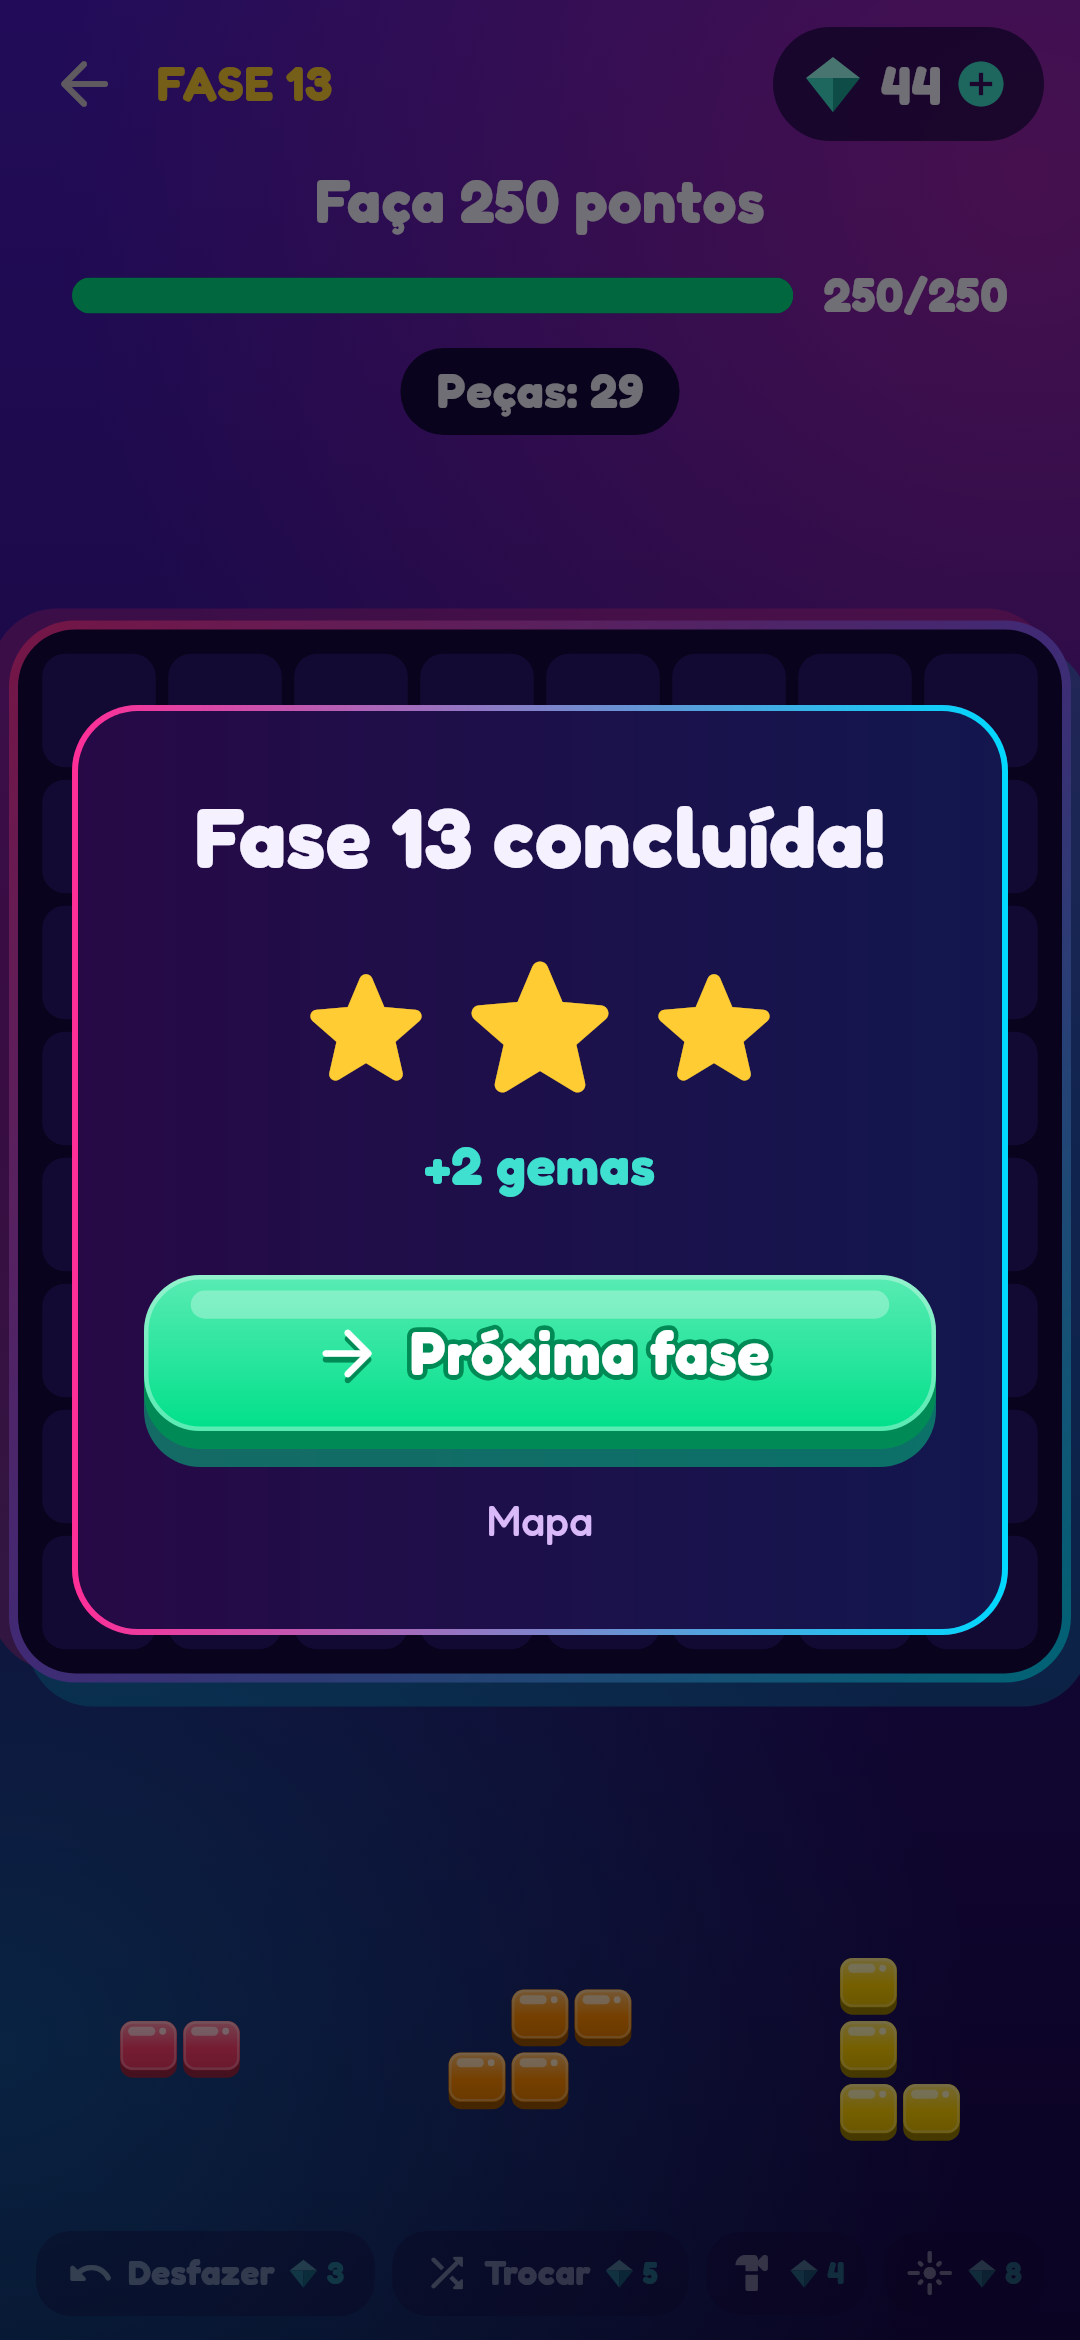 FASE 13
44
Faça 250 pontos
250/250
Peças: 29
Fase 13 concluída!
+2 gemas
Próxima fase
Mapa
Desfazer 3
Trocar 5
4
8